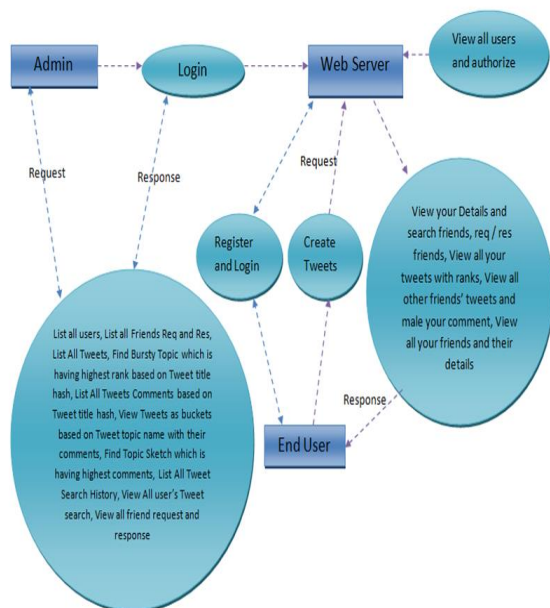 Admin
Login
Web Server
View all users
and authorize
Request
Response
Request
Register
and Login
Create
Tweets
View your Details and
search friends, req / res
friends, View all your
tweets with ranks, View all
other friends' tweets and
male your comment, View
all your friends and their
details
List all users, List all Friends Req and Res,
List All Tweets, Find Bursty Topic which is
having highest rank based on Tweet title
hash, List All Tweets Comments based on
Tweet title hash, View Tweets as buckets
based on Tweet topic name with their
comments, Find Topic Sketch which is
having highest comments, List All Tweet
Search History, View All user's Tweet
search, View all friend request and
response
Response
End User